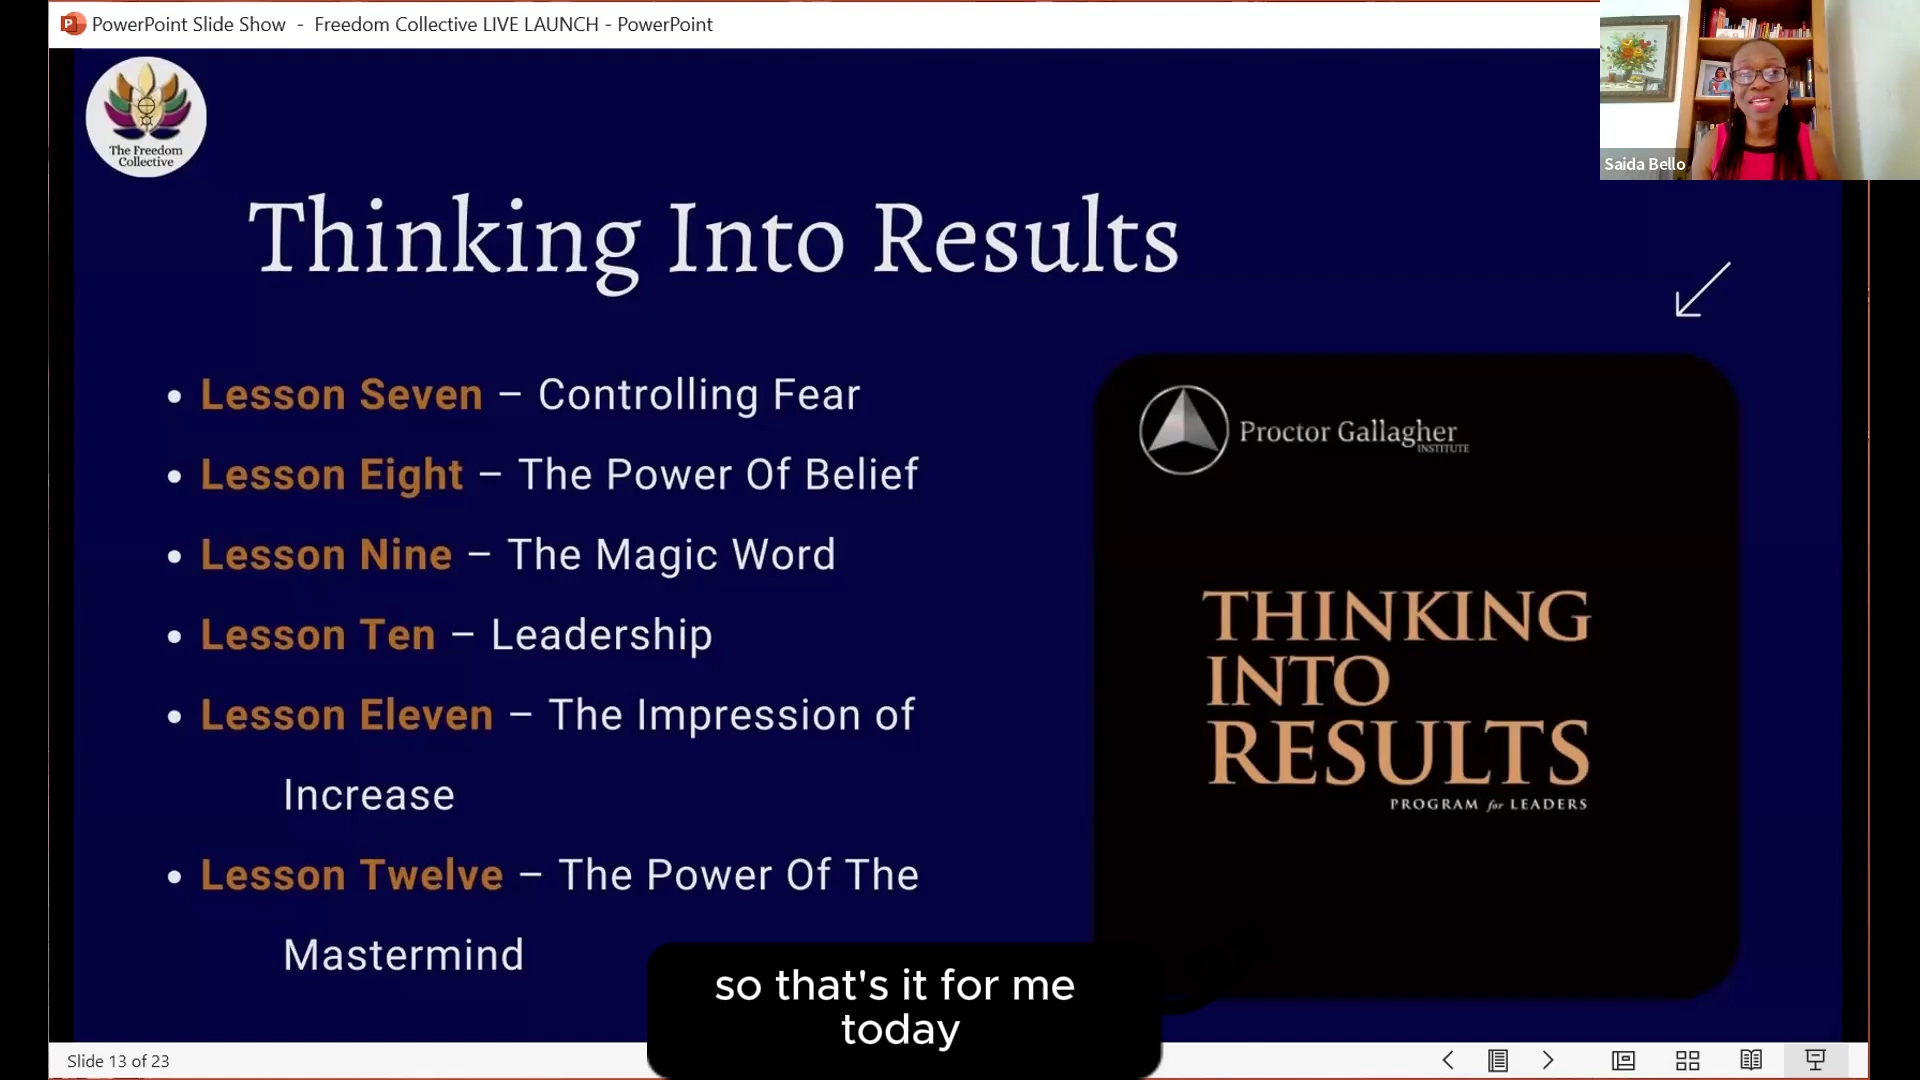 PowerPoint Slide Show - Freedom Collective LIVE LAUNCH - PowerPoint
The Freedom
Collective
Saida Bello
Thinking Into Results
• Lesson Seven – Controlling Fear
• Lesson Eight – The Power Of Belief
• Lesson Nine – The Magic Word
• Lesson Ten – Leadership
• Lesson Eleven – The Impression of
Increase
• Lesson Twelve – The Power Of The
Mastermind
Proctor Gallagher
INSTITUTE
THINKING
INTO
RESULTS
PROGRAM for LEADERS
so that's it for me
today
Slide 13 of 23